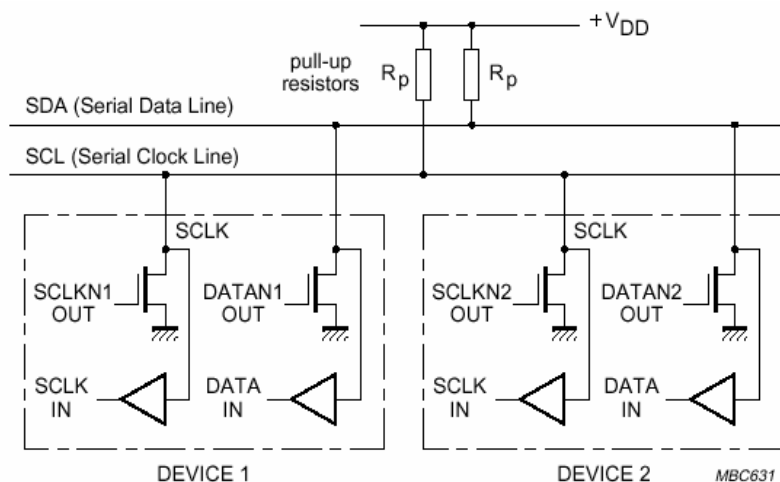 +VDD
pull-up
resistors
Rp
Rp
SDA (Serial Data Line)
SCL (Serial Clock Line)
SCLK
SCLK
SCLKN1
OUT
DATAN1
OUT
SCLKN2
OUT
DATAN2
OUT
SCLK
IN
DATA
IN
SCLK
IN
DATA
IN
DEVICE 1
DEVICE 2
MBC631